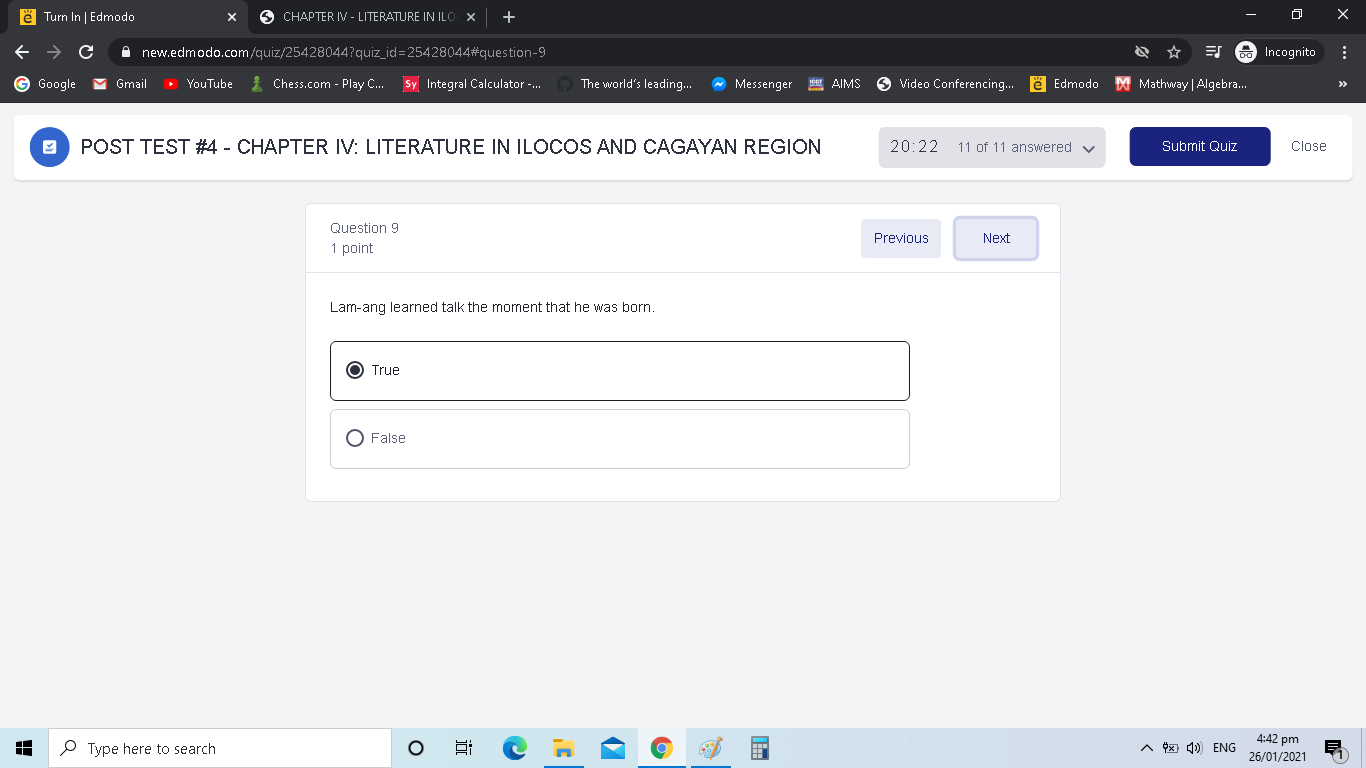 Turn In | Edmodo
CHAPTER IV - LITERATURE IN ILO
new.edmodo.com/quiz/25428044?quiz_id=25428044#question-9
Incognito
Google Gmail YouTube Chess.com - Play C... Sy Integral Calculator -... The world's leading... Messenger AIMS Video Conferencing... Edmodo Mathway | Algebra... »
POST TEST #4 - CHAPTER IV: LITERATURE IN ILOCOS AND CAGAYAN REGION
20:22 11 of 11 answered
Submit Quiz
Close
Question 9
1 point
Previous
Next
Lam-ang learned talk the moment that he was born.
True
False
Type here to search
ENG
4:42 pm
26/01/2021
1